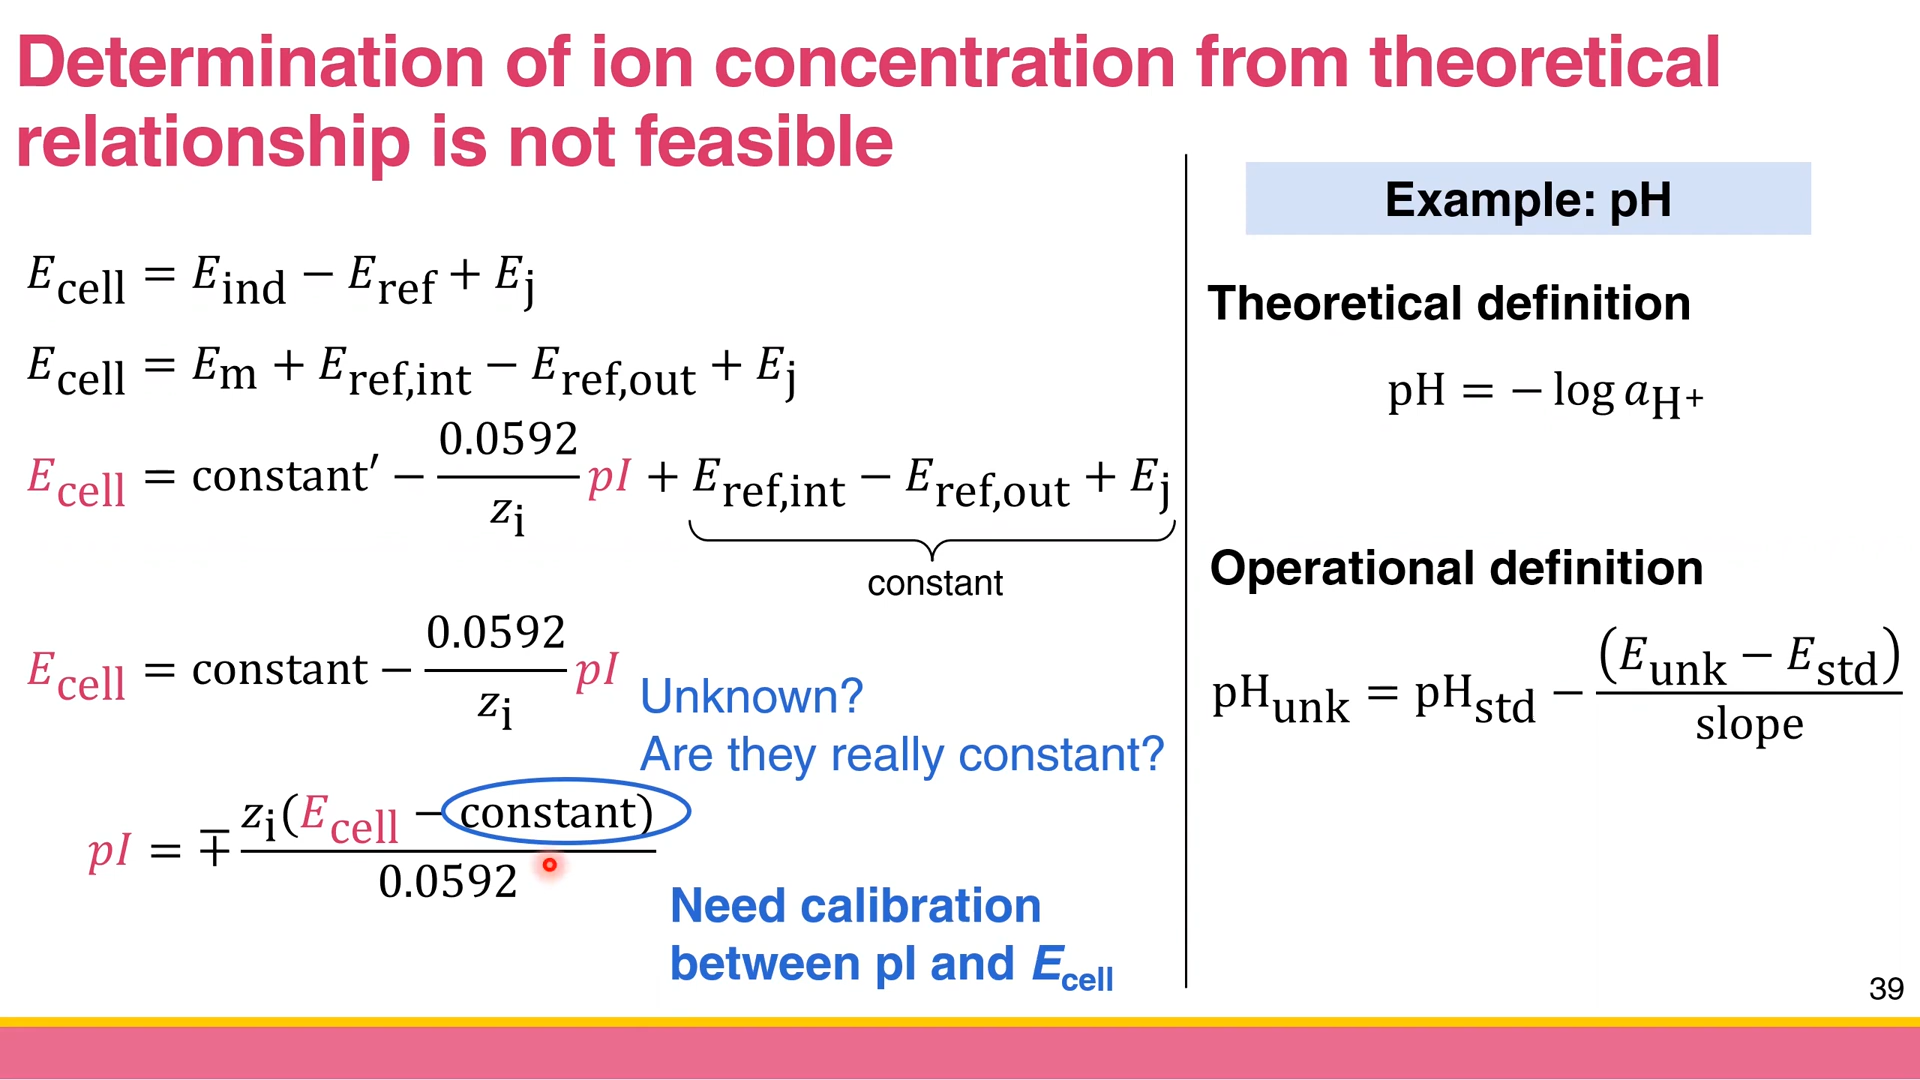 Determination of ion concentration from theoretical
relationship is not feasible
E_cell = E_ind − E_ref + E_j
E_cell = E_m + E_ref,int − E_ref,out + E_j
E_cell = constant′ − 0.0592/z_i pI + E_ref,int − E_ref,out + E_j
constant
E_cell = constant − 0.0592/z_i pI
Unknown?
Are they really constant?
pI = ∓ z_i(E_cell − constant)/0.0592
Need calibration
between pI and E_cell
Example: pH
Theoretical definition
pH = − log a_H⁺
Operational definition
pH_unk = pH_std − (E_unk − E_std)/slope
39